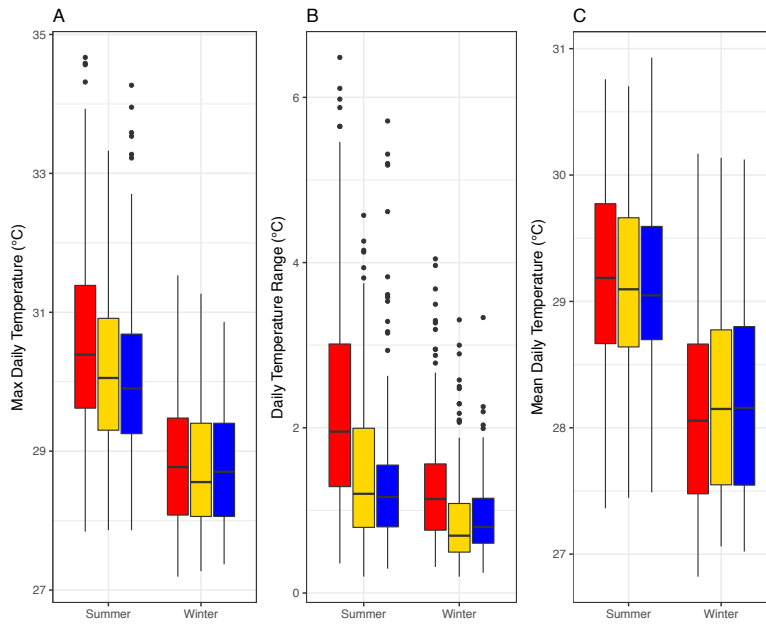 A
B
C
Max Daily Temperature (°C)
35
33
31
29
27
Summer
Winter
Daily Temperature Range (°C)
6
4
2
0
Summer
Winter
Mean Daily Temperature (°C)
31
30
29
28
27
Summer
Winter